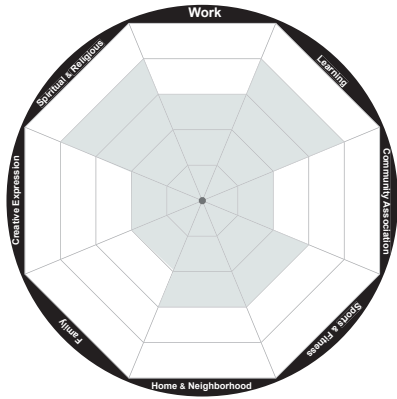 Work
Learning
Community Association
Sports & Fitness
Home & Neighborhood
Family
Creative Expression
Spiritual & Religious